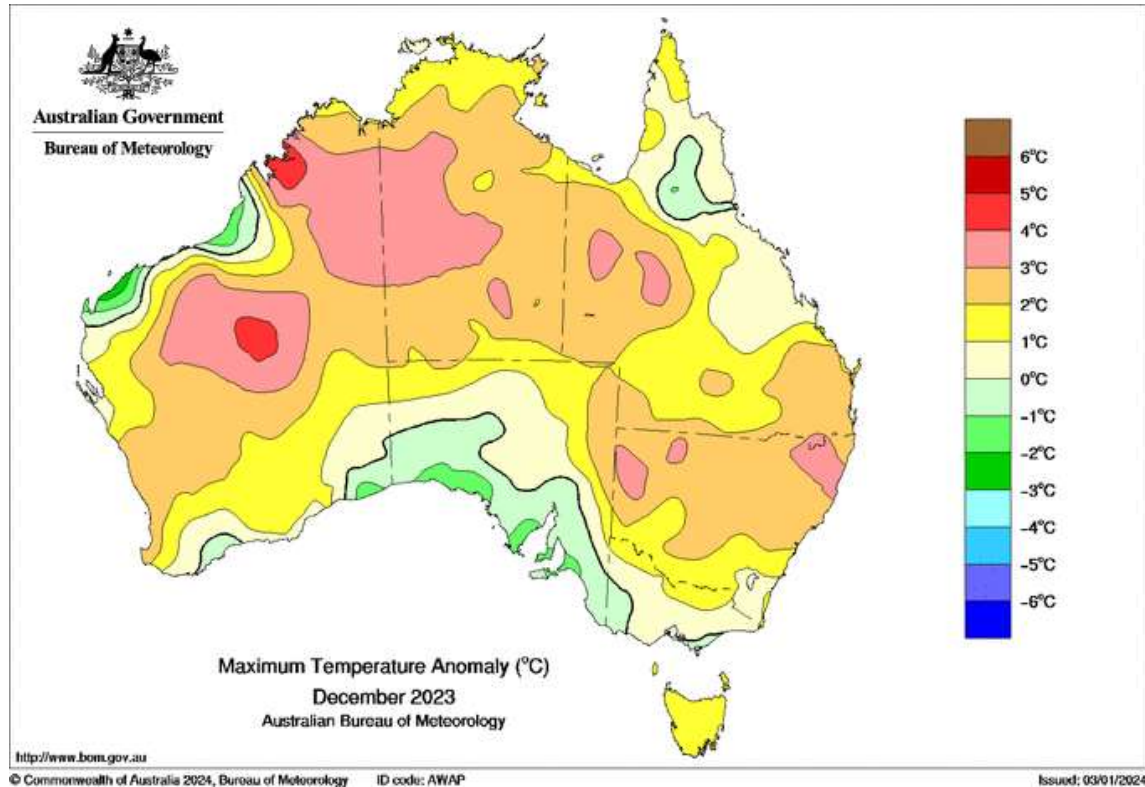 Australian Government
Bureau of Meteorology
6°C
5°C
4°C
3°C
2°C
1°C
0°C
-1°C
-2°C
-3°C
-4°C
-5°C
-6°C
Maximum Temperature Anomaly (°C)
December 2023
Australian Bureau of Meteorology
http://www.bom.gov.au
© Commonwealth of Australia 2024, Bureau of Meteorology ID code: AWAP Issued: 03/01/2024